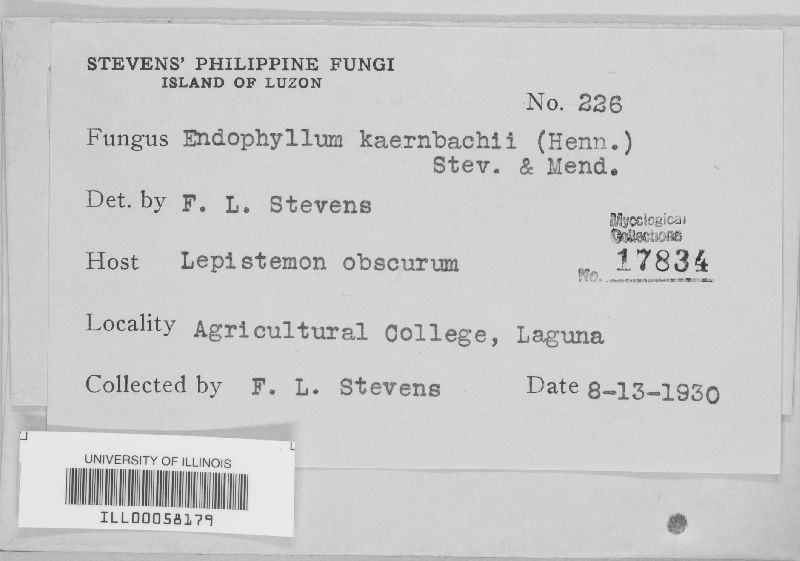 STEVENS' PHILIPPINE FUNGI
ISLAND OF LUZON
No. 226
Fungus Endophyllum kaernbachii (Henn.)
Stev. & Mend.
Det. by F. L. Stevens
Mycological
Collections
No. 17834
Host Lepistemon obscurum
Locality Agricultural College, Laguna
Collected by F. L. Stevens Date 8-13-1930
UNIVERSITY OF ILLINOIS
ILL00058179